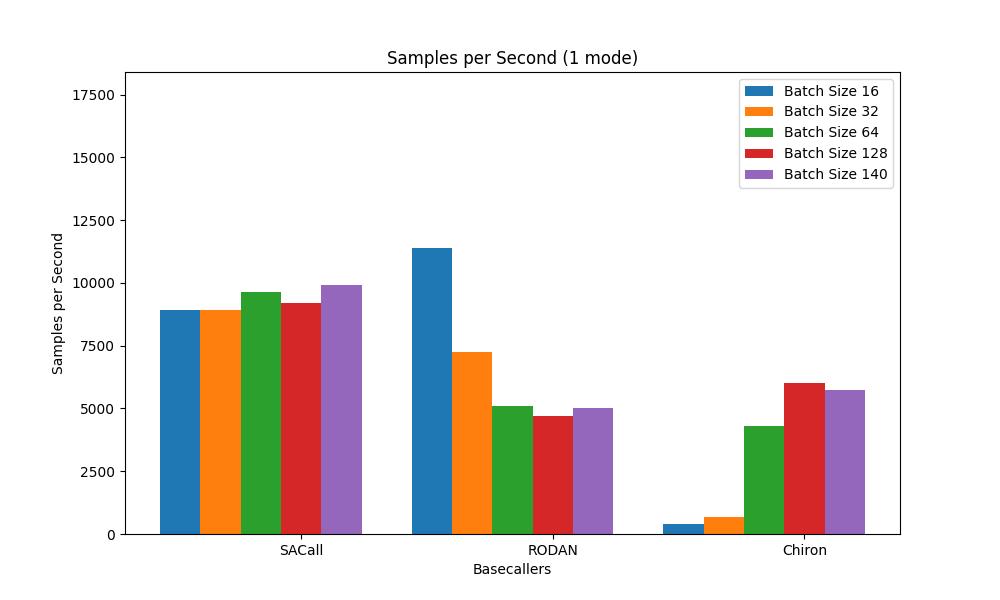 Samples per Second (1 mode)
17500
15000
12500
10000
7500
5000
2500
0
Samples per Second
Batch Size 16
Batch Size 32
Batch Size 64
Batch Size 128
Batch Size 140
SACall
RODAN
Chiron
Basecallers